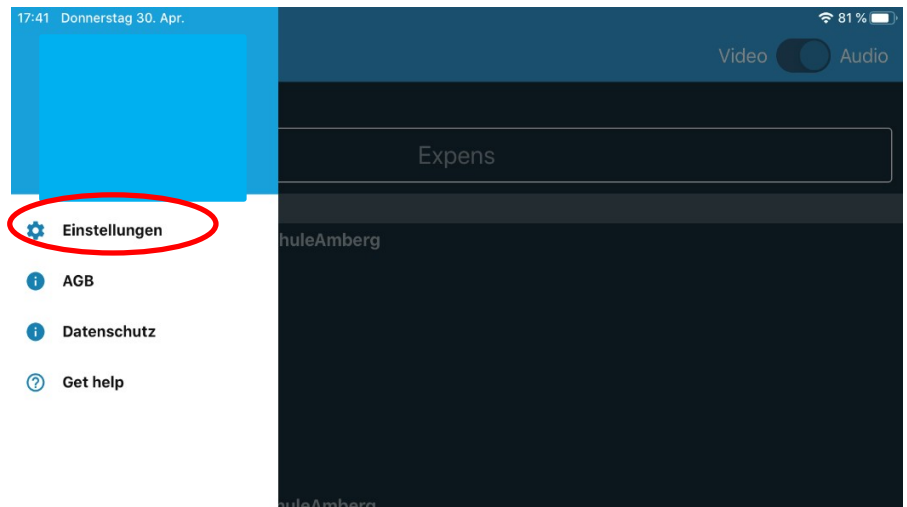 17:41 Donnerstag 30. Apr. 81 %
Video Audio
Expens
Einstellungen
huleAmberg
AGB
Datenschutz
Get help
huleAmberg